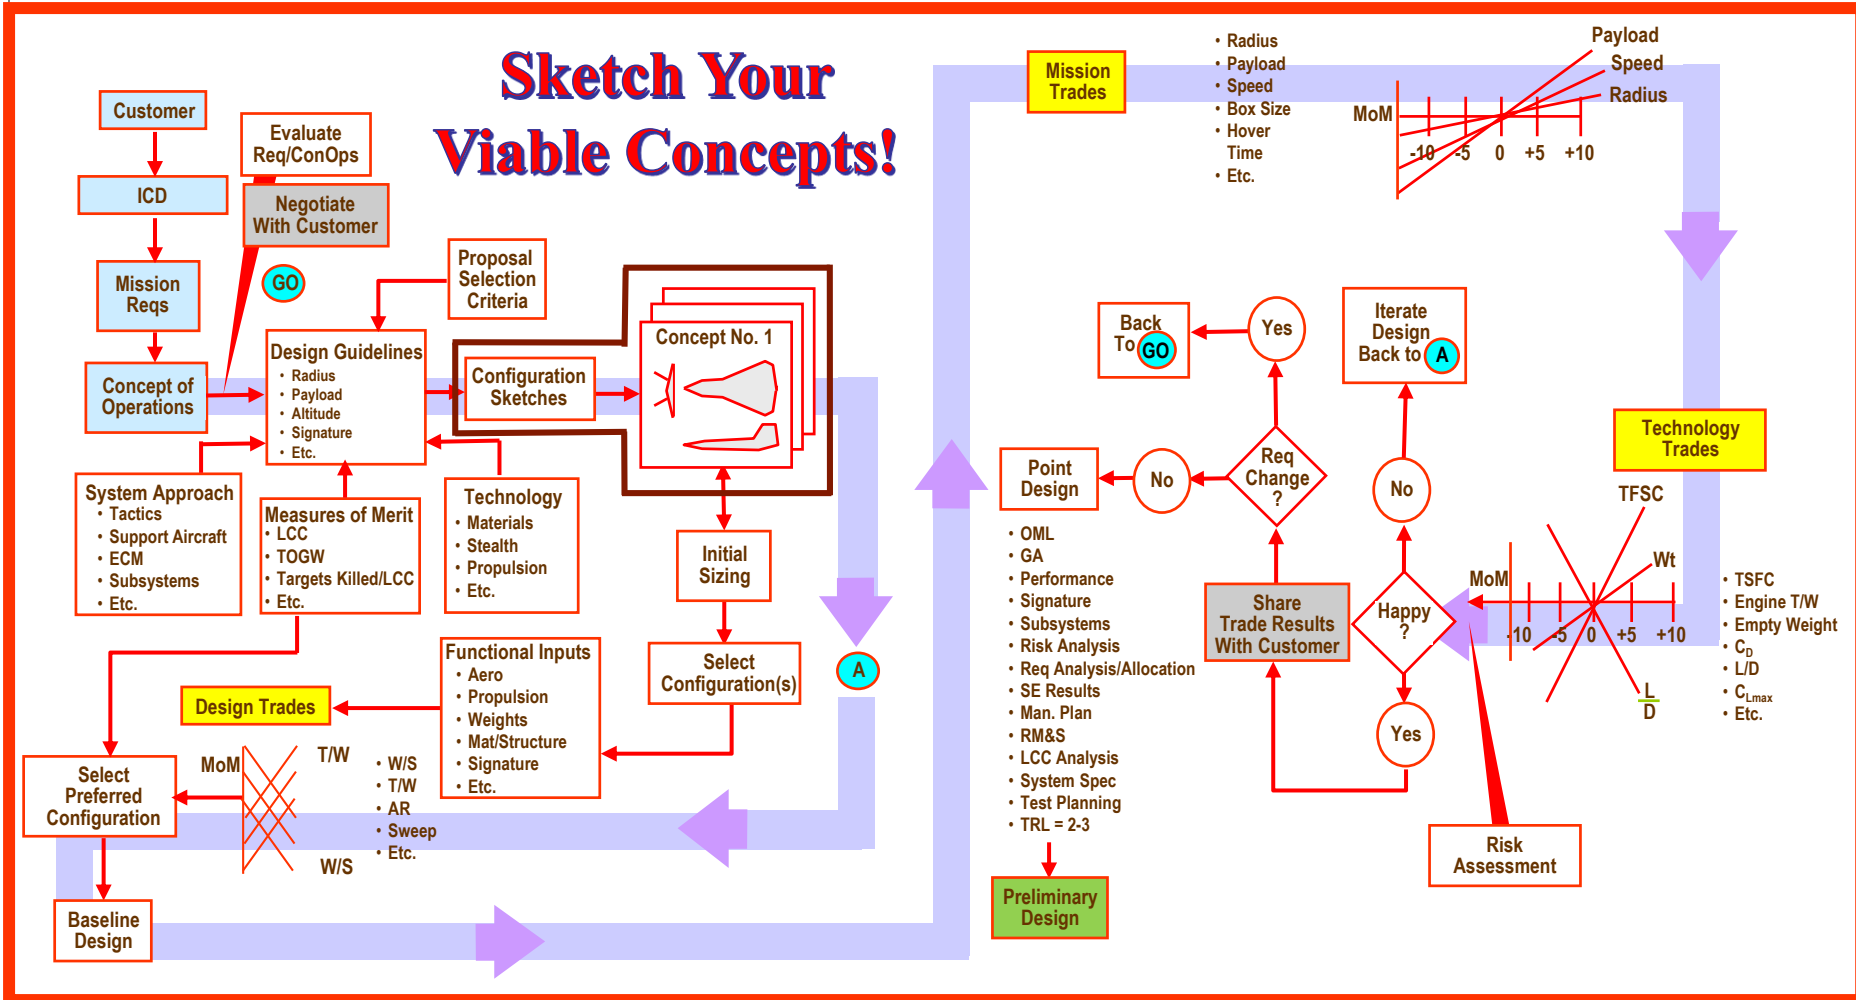 Sketch Your
Viable Concepts!
Customer
ICD
Mission
Reqs
Concept of
Operations
Evaluate
Req/ConOps
Negotiate
With Customer
GO
Proposal
Selection
Criteria
Design Guidelines
• Radius
• Payload
• Altitude
• Signature
• Etc.
Configuration
Sketches
Concept No. 1
System Approach
• Tactics
• Support Aircraft
• ECM
• Subsystems
• Etc.
Measures of Merit
• LCC
• TOGW
• Targets Killed/LCC
• Etc.
Technology
• Materials
• Stealth
• Propulsion
• Etc.
Initial
Sizing
Select
Configuration(s)
A
Functional Inputs
• Aero
• Propulsion
• Weights
• Mat/Structure
• Signature
• Etc.
Design Trades
MoM
T/W
W/S
• W/S
• T/W
• AR
• Sweep
• Etc.
Select
Preferred
Configuration
Baseline
Design
Mission
Trades
• Radius
• Payload
• Speed
• Box Size
• Hover
Time
• Etc.
Payload
Speed
Radius
MoM
-10 -5 0 +5 +10
Technology
Trades
TFSC
Wt
MoM
-10 -5 0 +5 +10
L
D
• TSFC
• Engine T/W
• Empty Weight
• CD
• L/D
• CLmax
• Etc.
Risk
Assessment
Happy
?
No
Iterate
Design
Back to A
Yes
Share
Trade Results
With Customer
Req
Change
?
Yes
Back
To GO
No
Point
Design
• OML
• GA
• Performance
• Signature
• Subsystems
• Risk Analysis
• Req Analysis/Allocation
• SE Results
• Man. Plan
• RM&S
• LCC Analysis
• System Spec
• Test Planning
• TRL = 2-3
Preliminary
Design